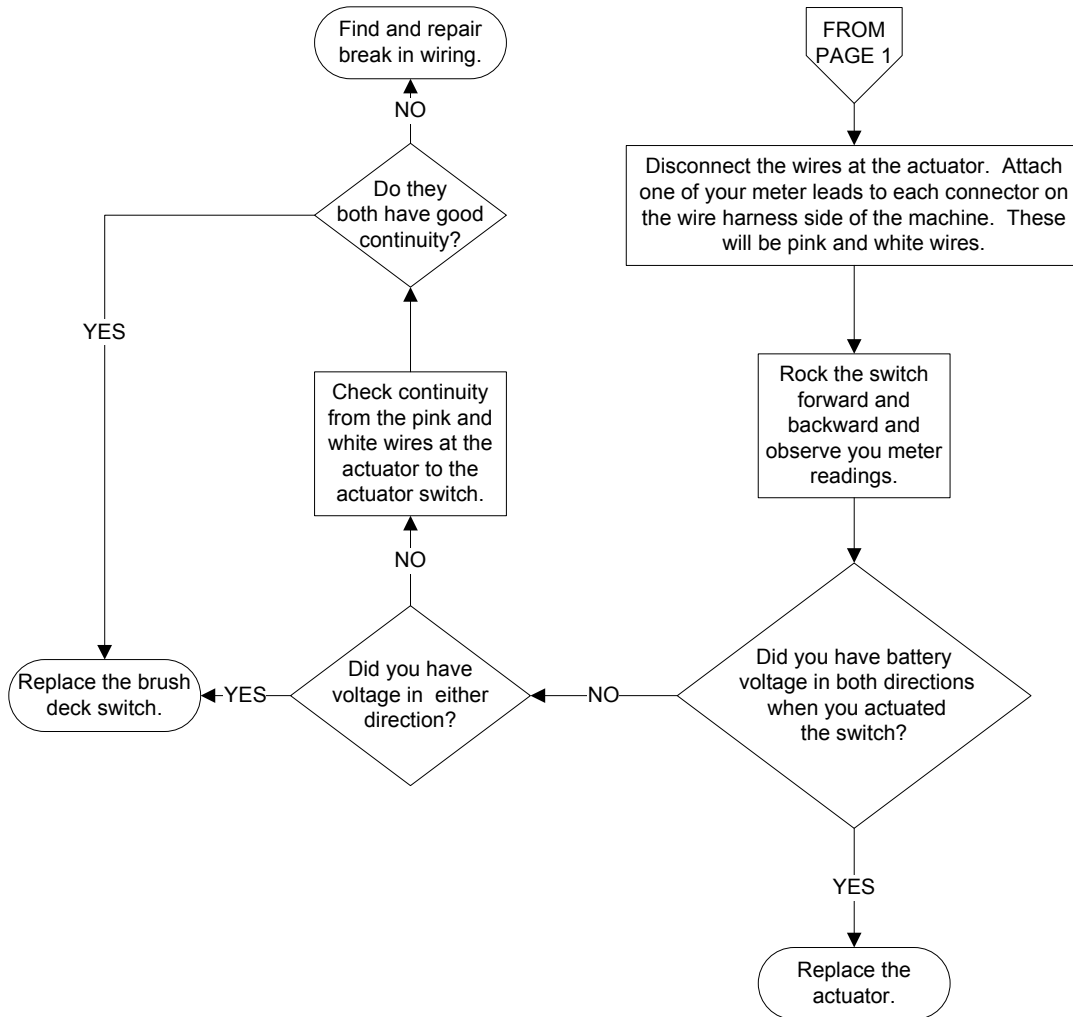 FROM
PAGE 1
Disconnect the wires at the actuator. Attach
one of your meter leads to each connector on
the wire harness side of the machine. These
will be pink and white wires.
Rock the switch
forward and
backward and
observe you meter
readings.
Did you have battery
voltage in both directions
when you actuated
the switch?
YES
Replace the
actuator.
NO
Did you have
voltage in either
direction?
YES
Replace the brush
deck switch.
NO
Check continuity
from the pink and
white wires at the
actuator to the
actuator switch.
Do they
both have good
continuity?
YES
NO
Find and repair
break in wiring.